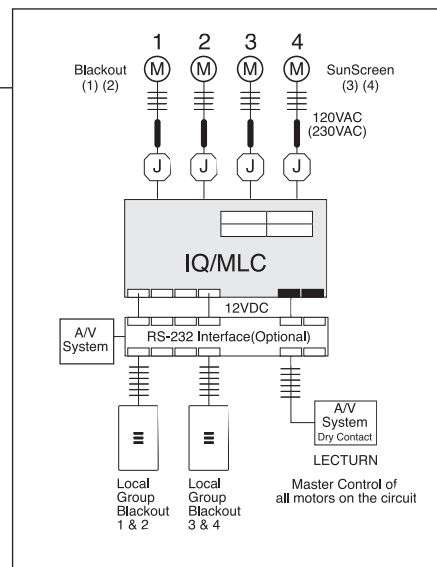 1 2 3 4
M M M M
Blackout
(1) (2)
SunScreen
(3) (4)
120VAC
(230VAC)
J J J J
IQ/MLC
12VDC
A/V
System
RS-232 Interface(Optional)
A/V
System
Dry Contact
LECTURN
Local
Group
Blackout
1 & 2
Local
Group
Blackout
3 & 4
Master Control of
all motors on the circuit